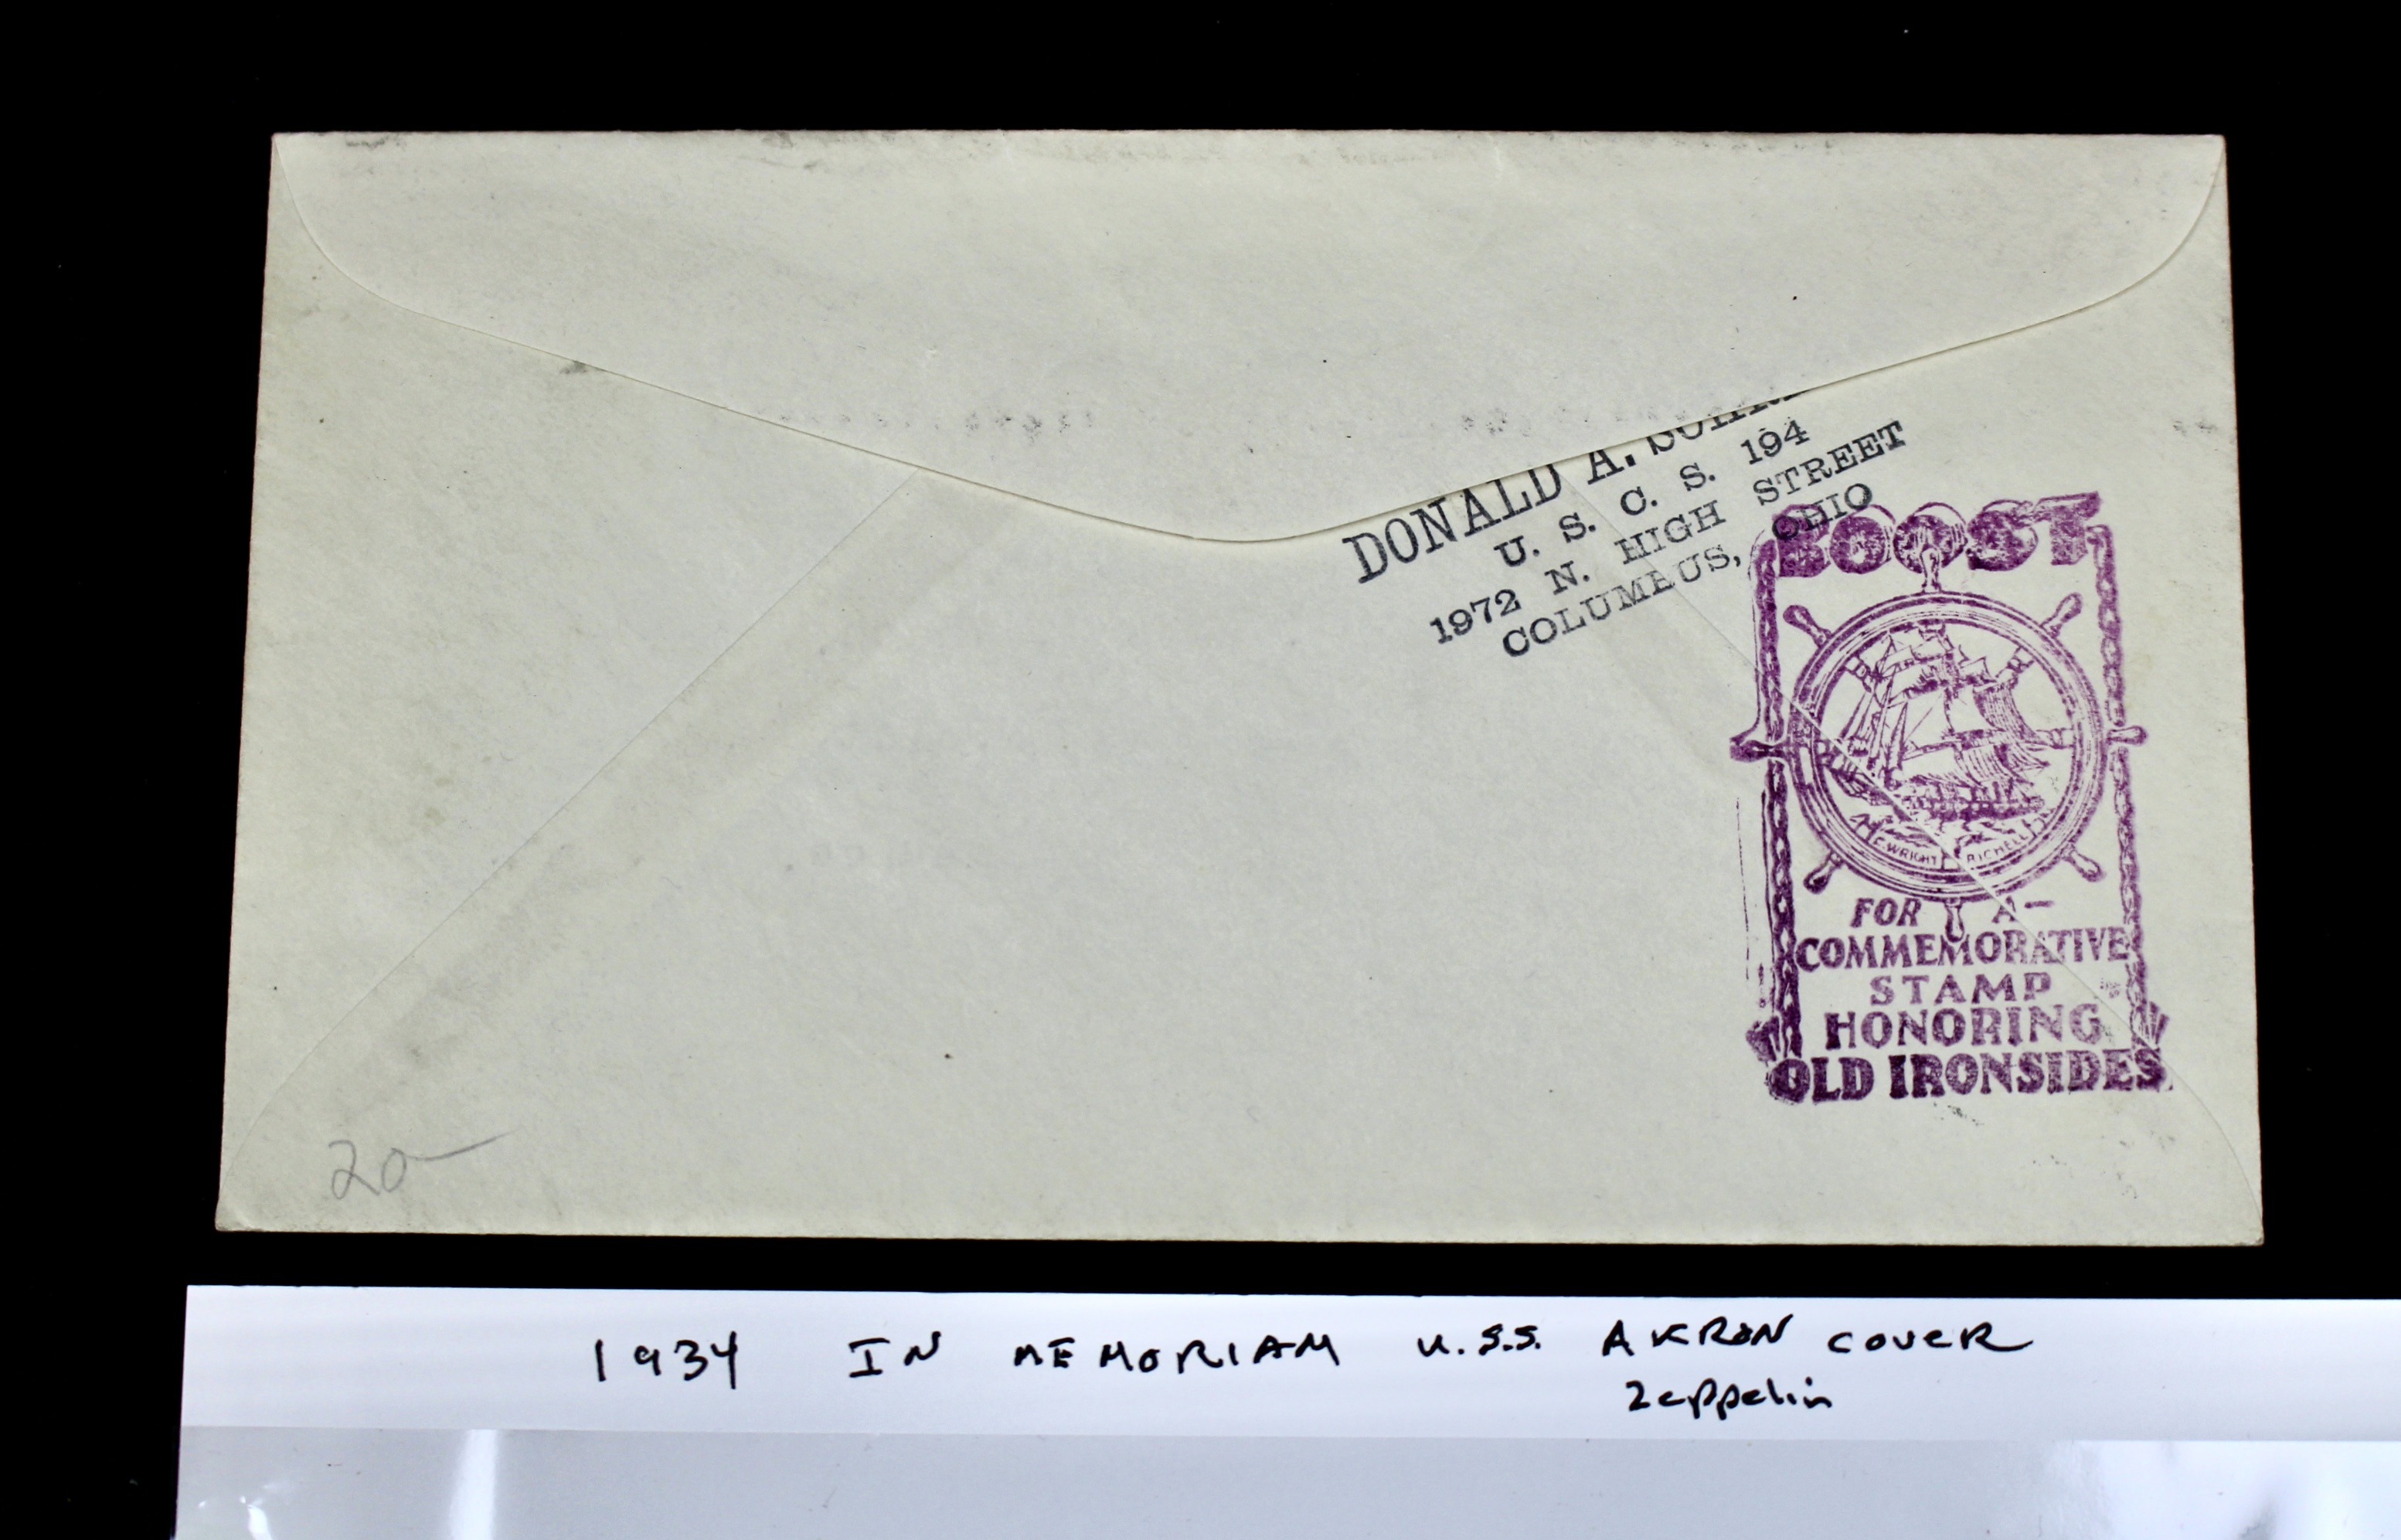 DONALD A.
U. S. C. S. 194
1972 N. HIGH STREET
COLUMBUS, OHIO
BOOST
E. WRIGHT
FOR A-
COMMEMORATIVE
STAMP
HONORING
OLD IRONSIDES
20-
1934 IN MEMORIAM U.S.S. AKRON COVER
Zeppelin